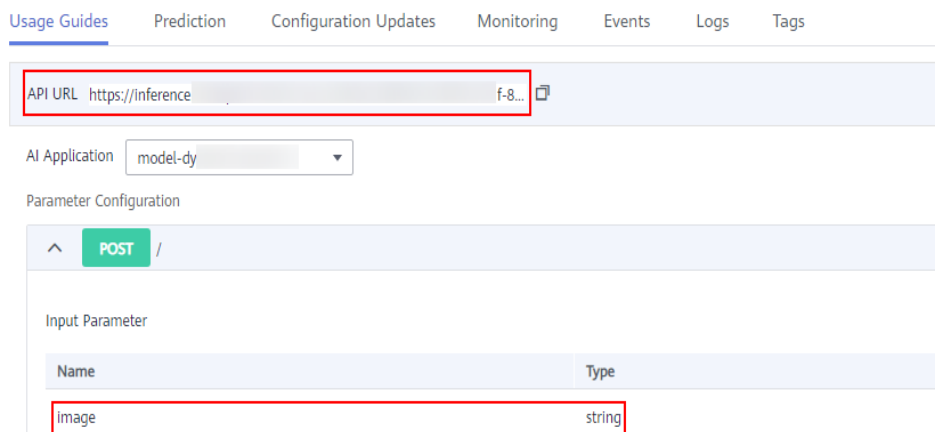 Usage Guides Prediction Configuration Updates Monitoring Events Logs Tags
API URL https://inference f-8...
AI Application model-dy
Parameter Configuration
POST /
Input Parameter
Name Type
image string